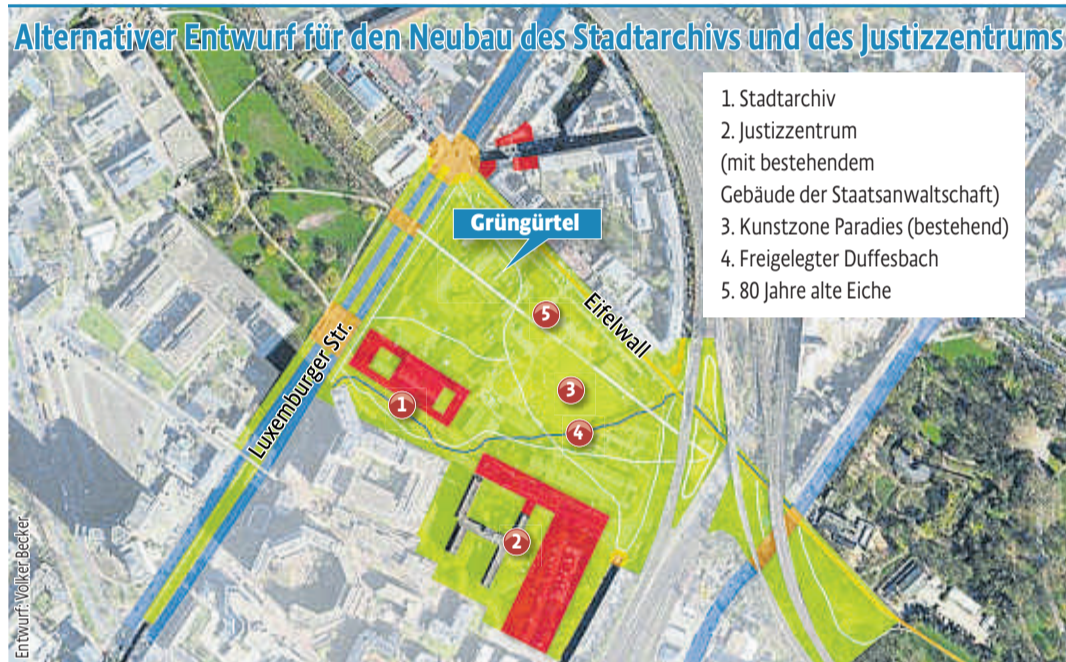 Alternativer Entwurf für den Neubau des Stadtarchivs und des Justizzentrums
1. Stadtarchiv
2. Justizzentrum
(mit bestehendem
Gebäude der Staatsanwaltschaft)
3. Kunstzone Paradies (bestehend)
4. Freigelegter Duffesbach
5. 80 Jahre alte Eiche
Grüngürtel
Eifelwall
Luxemburger Str.
5
3
1
4
2
Entwurf: Volker Becker